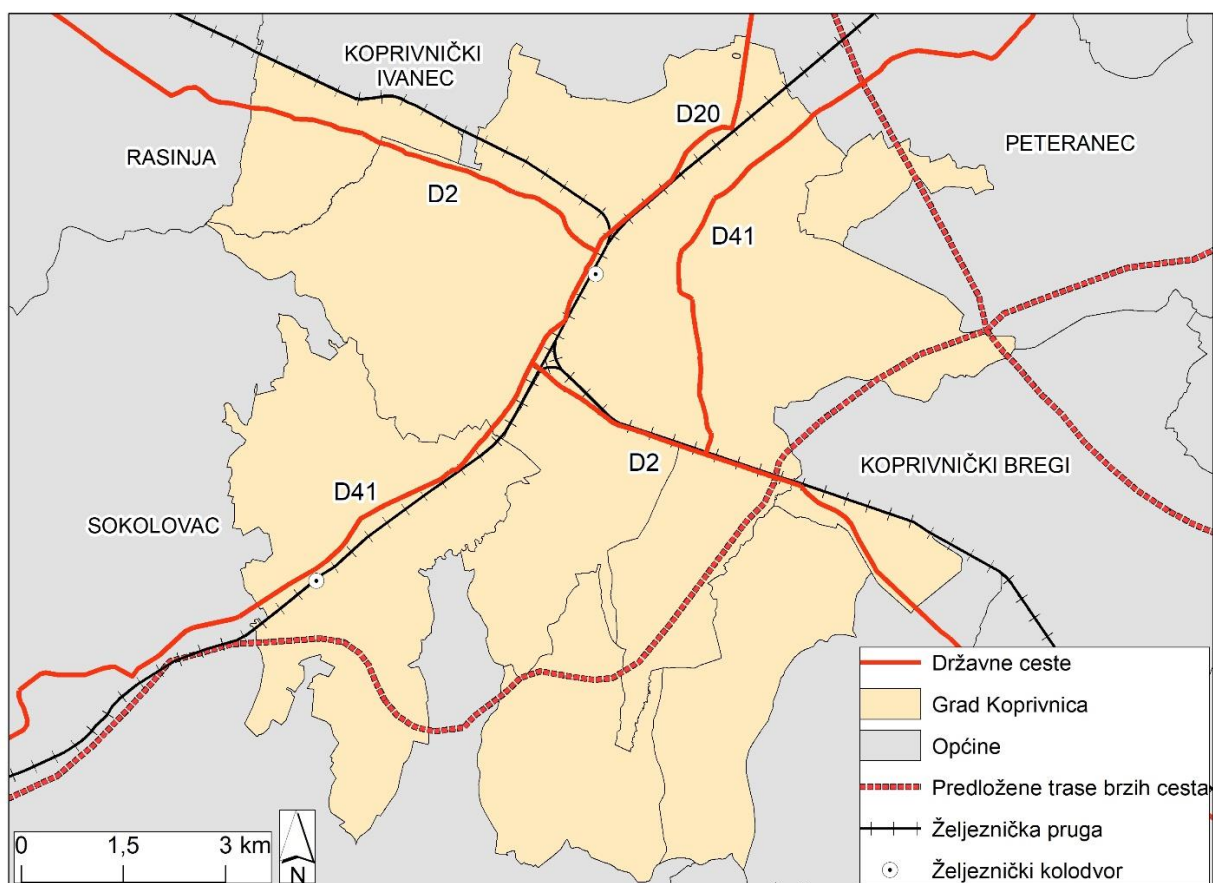 KOPRIVNIČKI
IVANEC
D20
RASINJA
PETERANEC
D2
D41
D2
KOPRIVNIČKI BREGI
D41
SOKOLOVAC
Državne ceste
Grad Koprivnica
Općine
Predložene trase brzih cesta
Željeznička pruga
Željeznički kolodvor
0 1,5 3 km
N